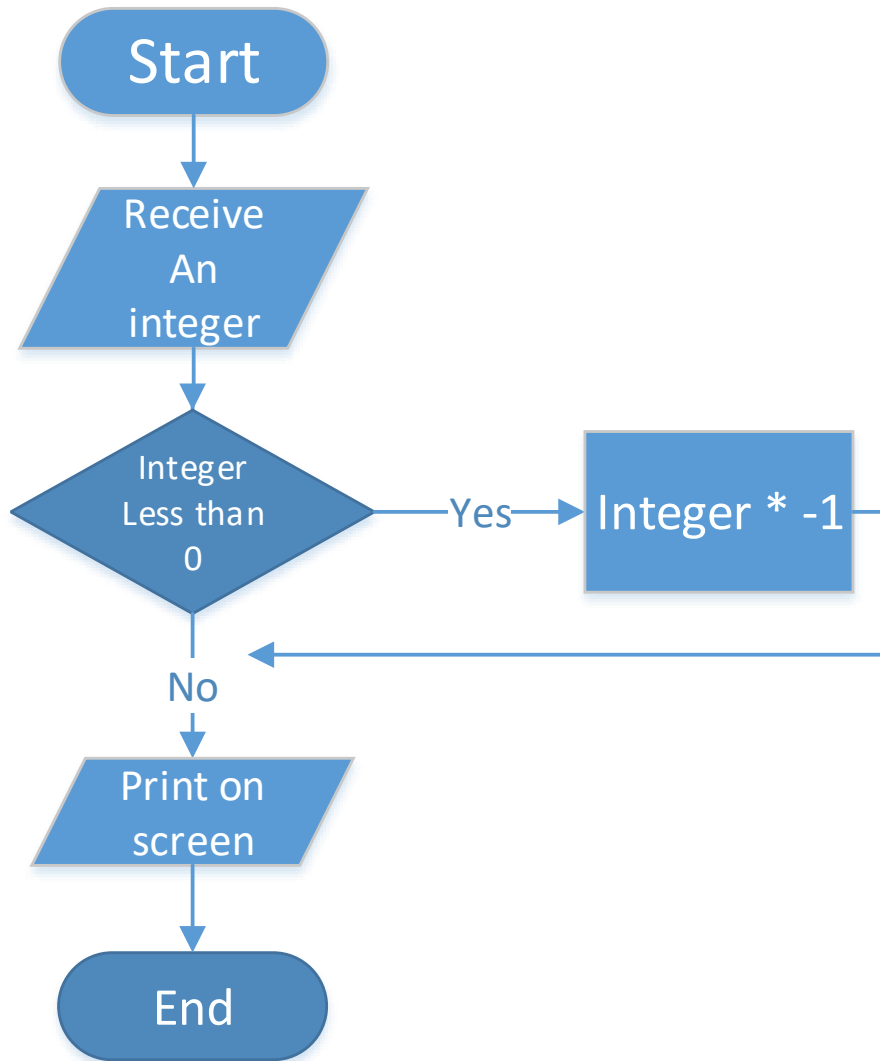 Start
Receive
An
integer
Integer
Less than
0
Yes
Integer * -1
No
Print on
screen
End